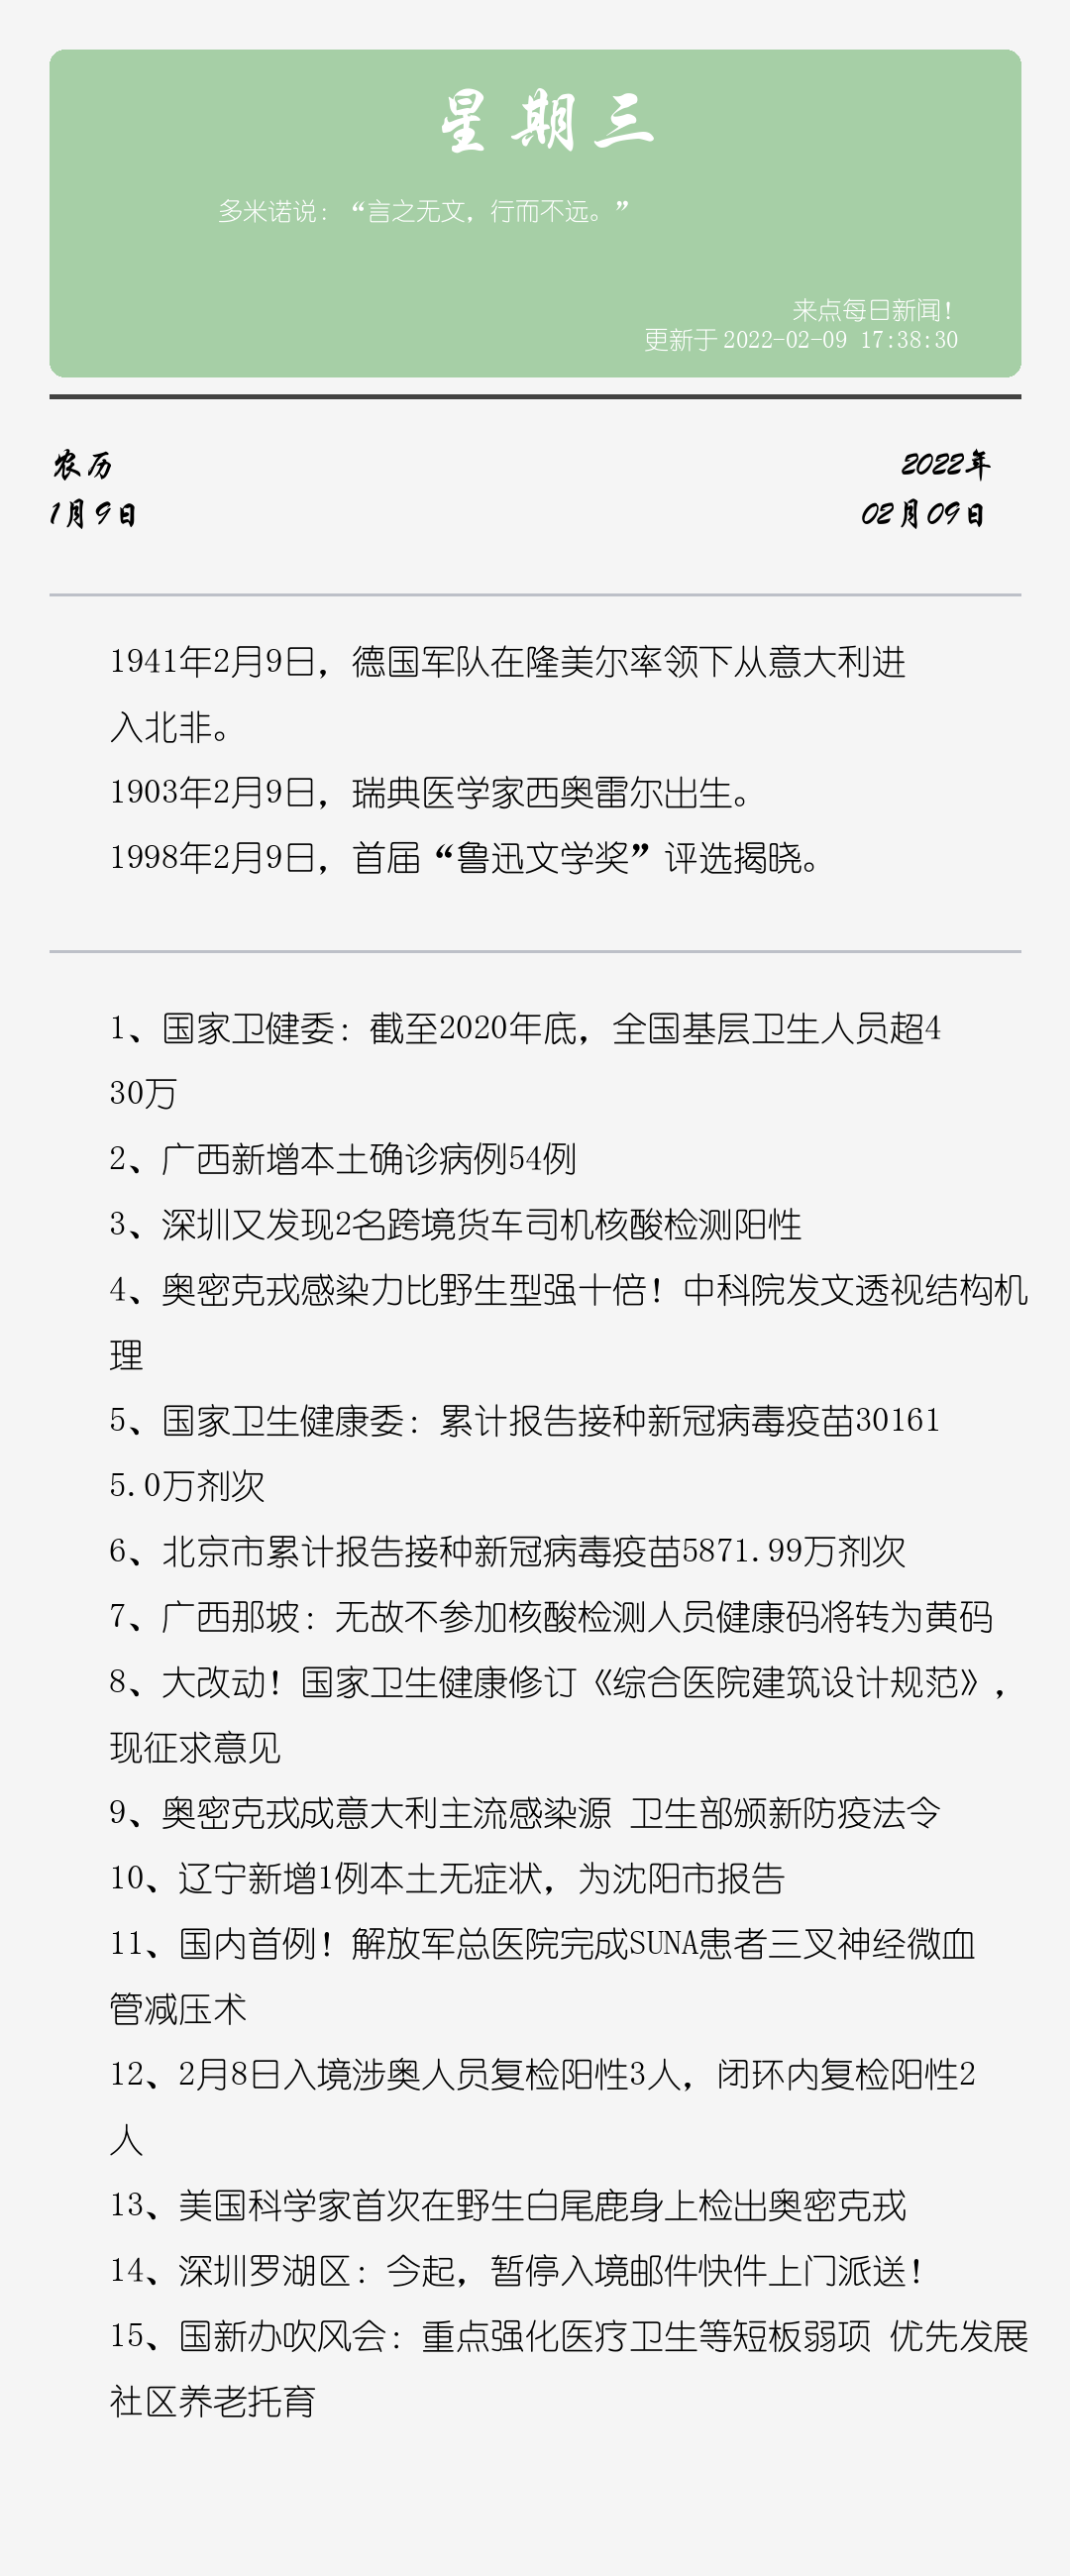 星期三
多米诺说：“言之无文，行而不远。”
来点每日新闻！
更新于 2022-02-09 17:38:30
农历
2022年
1月9日
02月09日
1941年2月9日，德国军队在隆美尔率领下从意大利进
入北非。
1903年2月9日，瑞典医学家西奥雷尔出生。
1998年2月9日，首届“鲁迅文学奖”评选揭晓。
1、国家卫健委：截至2020年底，全国基层卫生人员超4
30万
2、广西新增本土确诊病例54例
3、深圳又发现2名跨境货车司机核酸检测阳性
4、奥密克戎感染力比野生型强十倍！中科院发文透视结构机
理
5、国家卫生健康委：累计报告接种新冠病毒疫苗30161
5.0万剂次
6、北京市累计报告接种新冠病毒疫苗5871.99万剂次
7、广西那坡：无故不参加核酸检测人员健康码将转为黄码
8、大改动！国家卫生健康修订《综合医院建筑设计规范》，
现征求意见
9、奥密克戎成意大利主流感染源 卫生部颁新防疫法令
10、辽宁新增1例本土无症状，为沈阳市报告
11、国内首例！解放军总医院完成SUNA患者三叉神经微血
管减压术
12、2月8日入境涉奥人员复检阳性3人，闭环内复检阳性2
人
13、美国科学家首次在野生白尾鹿身上检出奥密克戎
14、深圳罗湖区：今起，暂停入境邮件快件上门派送！
15、国新办吹风会：重点强化医疗卫生等短板弱项 优先发展
社区养老托育